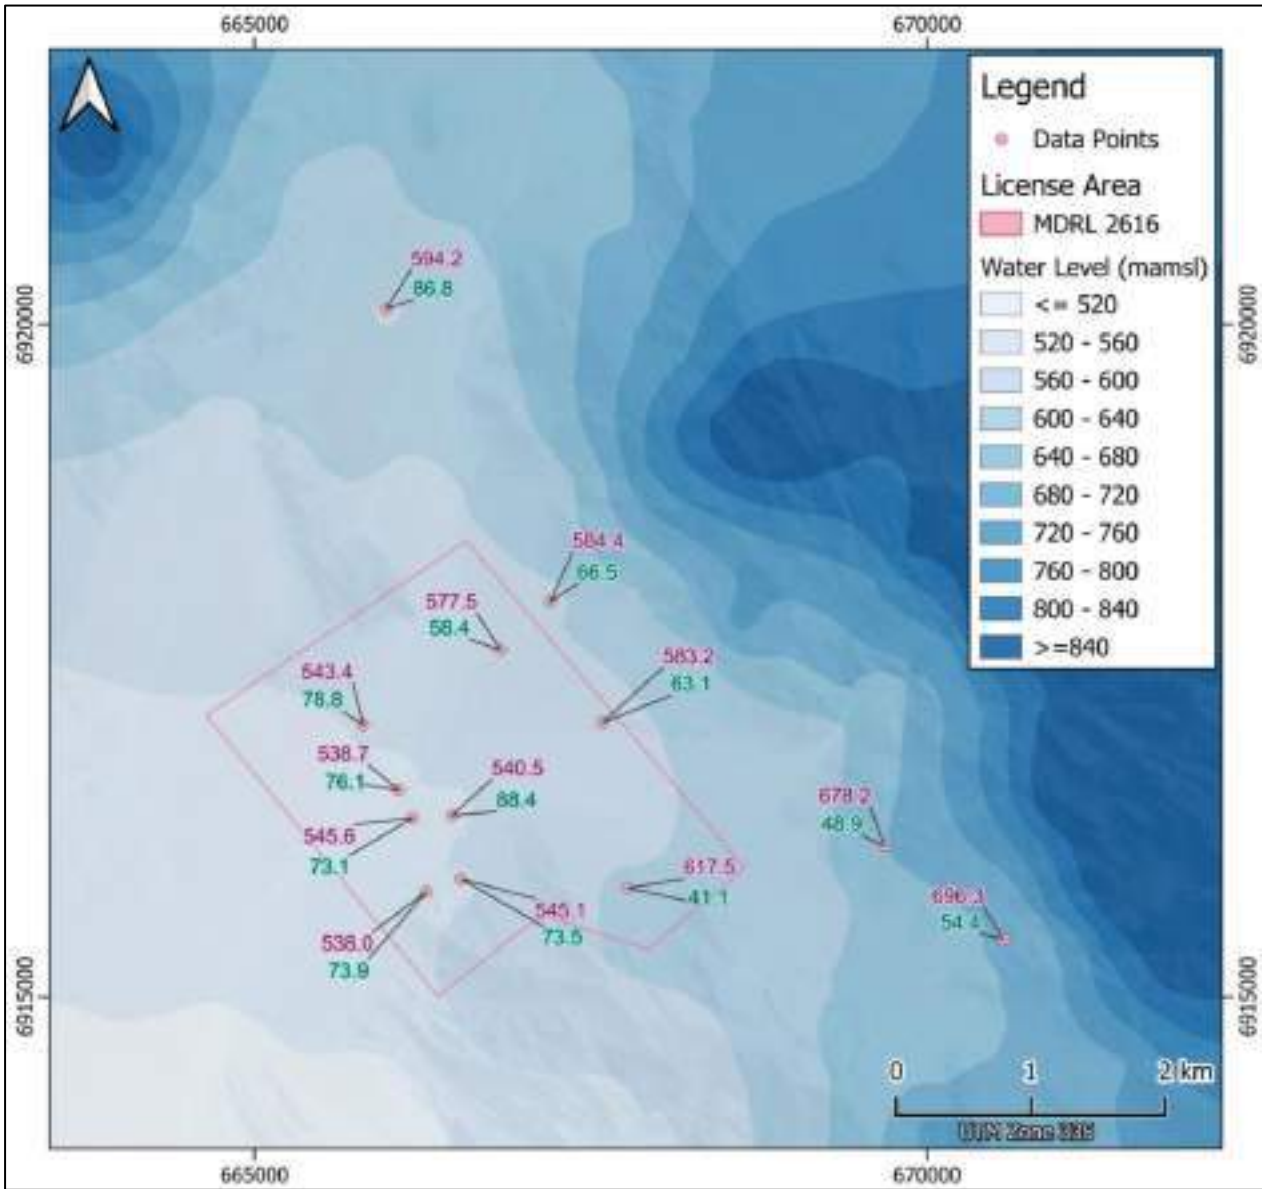 665000
670000
Legend
Data Points
License Area
MDRL 2616
Water Level (mamsl)
<= 520
520 - 560
560 - 600
600 - 640
640 - 680
680 - 720
720 - 760
760 - 800
800 - 840
>=840
594.2
86.8
6920000
6920000
584.4
66.5
577.5
58.4
583.2
63.1
543.4
78.8
538.7
76.1
540.5
88.4
545.6
73.1
678.2
48.9
617.5
41.1
696.3
54.4
545.1
73.5
538.0
73.9
6915000
6915000
0 1 2 km
UTM Zone 33S
665000
670000